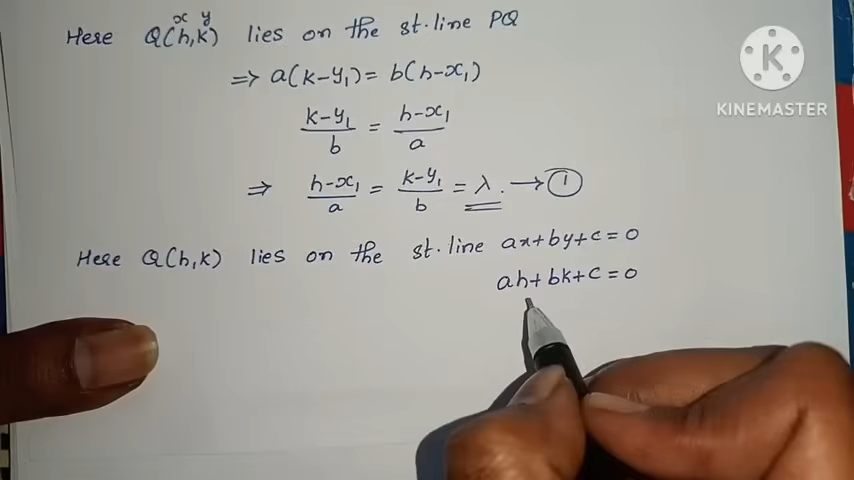 x y
Here Q(h,k) lies on the st.line PQ
K
KINEMASTER
⇒ a(k-y₁) = b(h-x₁)
k-y₁/b = h-x₁/a
⇒ h-x₁/a = k-y₁/b = λ. → ①
Here Q(h,k) lies on the st.line ax+by+c=0
ah+bk+c=0